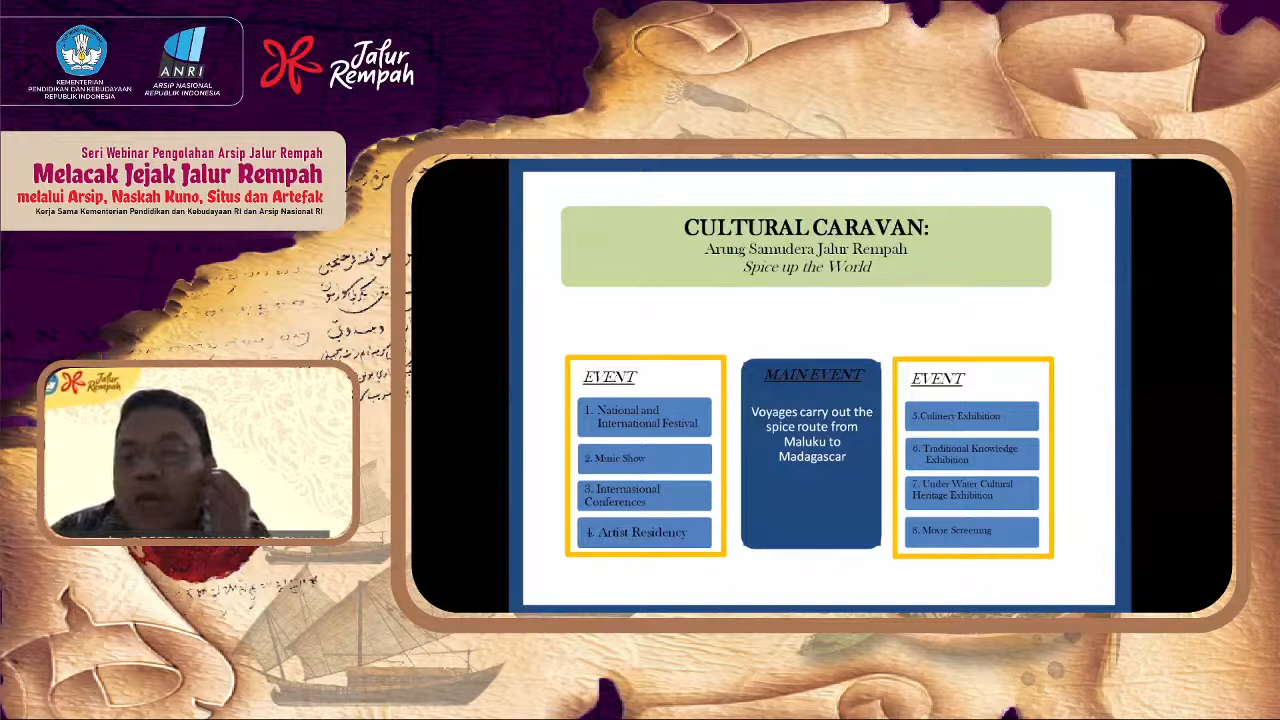 KEMENTERIAN
PENDIDIKAN DAN KEBUDAYAAN
REPUBLIK INDONESIA
ANRI
ARSIP NASIONAL
REPUBLIK INDONESIA
Jalur
Rempah
Seri Webinar Pengolahan Arsip Jalur Rempah
Melacak Jejak Jalur Rempah
melalui Arsip, Naskah Kuno, Situs dan Artefak
Kerja Sama Kementerian Pendidikan dan Kebudayaan RI dan Arsip Nasional RI
Jalur
Rempah
CULTURAL CARAVAN:
Arung Samudera Jalur Rempah
Spice up the World
EVENT
1. National and
International Festival
2. Music Show
3. Internasional
Conferences
4. Artist Residency
MAIN EVENT
Voyages carry out the
spice route from
Maluku to
Madagascar
EVENT
5.Culinery Exhibition
6. Traditional Knowledge
Exhibition
7. Under Water Cultural
Heritage Exhibition
8. Movie Screening